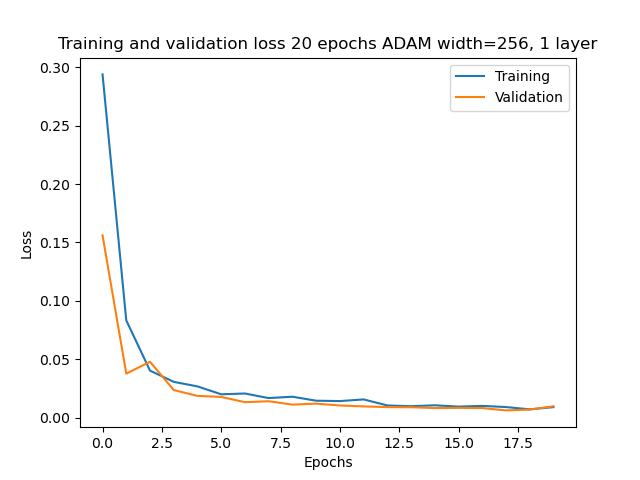 Training and validation loss 20 epochs ADAM width=256, 1 layer
Training
Validation
0.30
0.25
0.20
0.15
0.10
0.05
0.00
Loss
0.0 2.5 5.0 7.5 10.0 12.5 15.0 17.5
Epochs